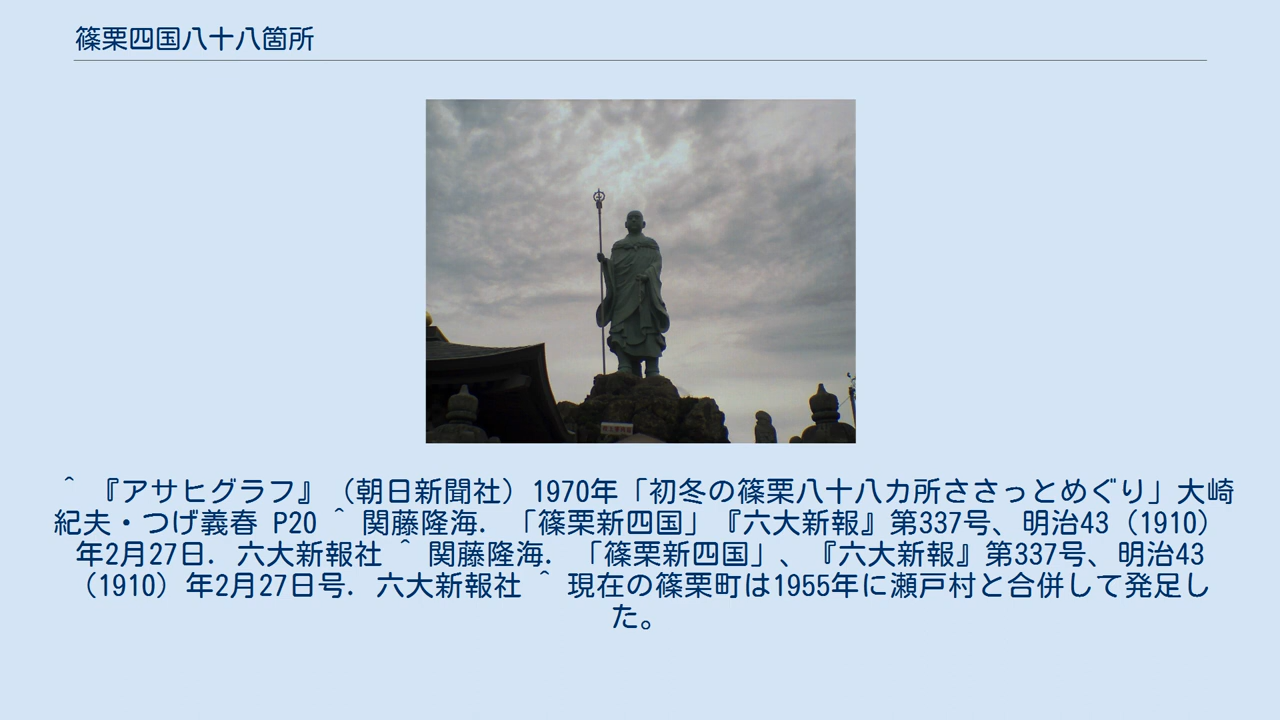 篠栗四国八十八箇所
^ 『アサヒグラフ』（朝日新聞社）1970年「初冬の篠栗八十八カ所ささっとめぐり」大崎
紀夫・つげ義春 P20 ^ 関藤隆海. 「篠栗新四国」『六大新報』第337号、明治43（1910）
年2月27日. 六大新報社 ^ 関藤隆海. 「篠栗新四国」、『六大新報』第337号、明治43
（1910）年2月27日号. 六大新報社 ^ 現在の篠栗町は1955年に瀬戸村と合併して発足し
た。